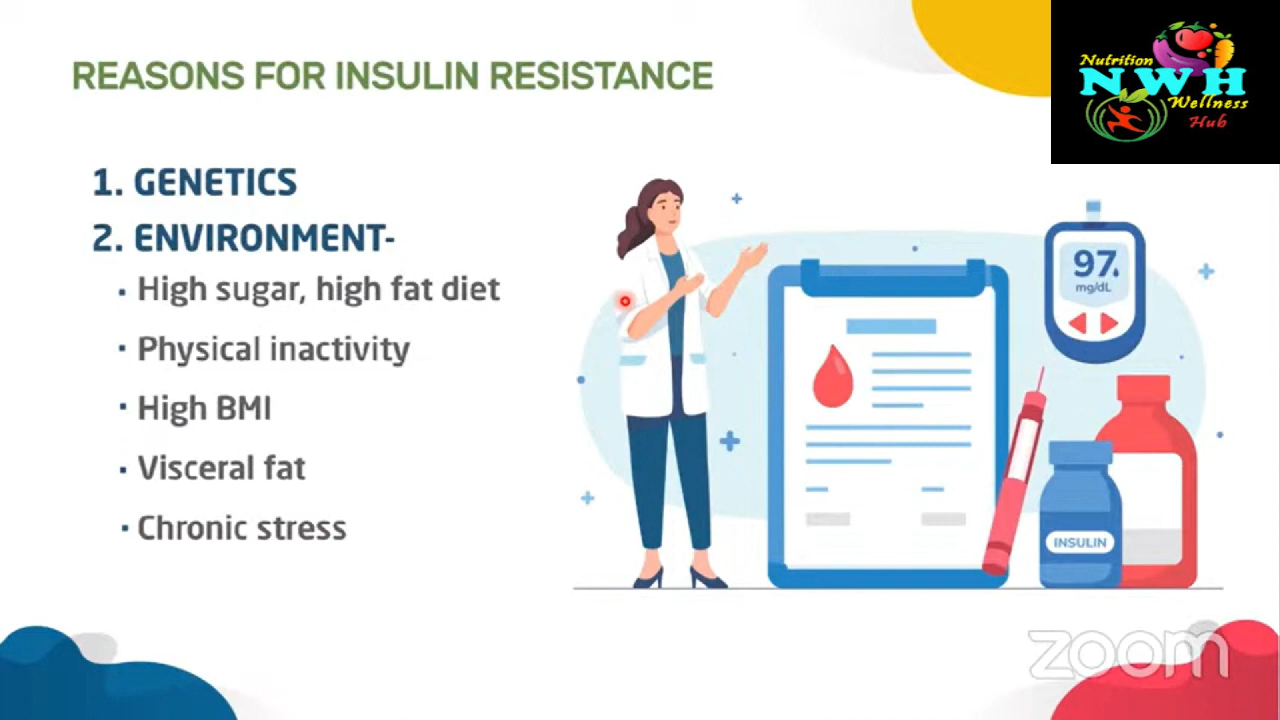 REASONS FOR INSULIN RESISTANCE
Nutrition
NWH
Wellness
Hub
1. GENETICS
2. ENVIRONMENT-
· High sugar, high fat diet
· Physical inactivity
· High BMI
· Visceral fat
· Chronic stress
97.
mg/dL
INSULIN
zoom